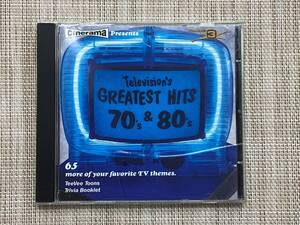 Cinerama Presents
3
Television's
GREATEST HITS
70's & 80's
65
more of your favorite TV themes.
TeeVee Toons
Trivia Booklet